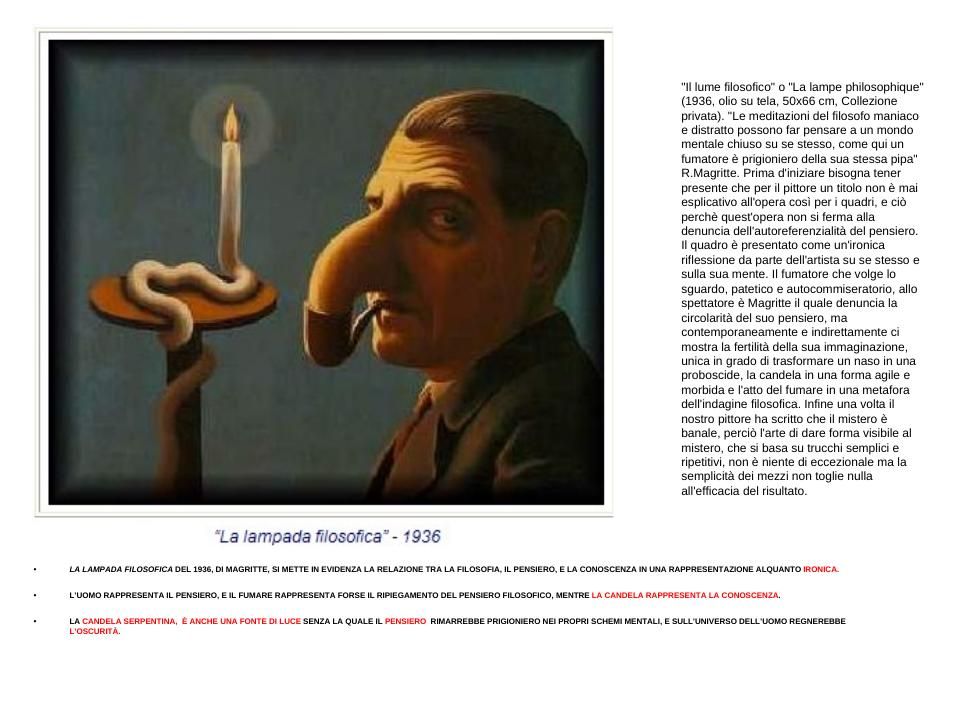 "Il lume filosofico" o "La lampe philosophique"
(1936, olio su tela, 50x66 cm, Collezione
privata). "Le meditazioni del filosofo maniaco
e distratto possono far pensare a un mondo
mentale chiuso su se stesso, come qui un
fumatore è prigioniero della sua stessa pipa"
R.Magritte. Prima d'iniziare bisogna tener
presente che per il pittore un titolo non è mai
esplicativo all'opera così per i quadri, e ciò
perchè quest'opera non si ferma alla
denuncia dell'autoreferenzialità del pensiero.
Il quadro è presentato come un'ironica
riflessione da parte dell'artista su se stesso e
sulla sua mente. Il fumatore che volge lo
sguardo, patetico e autocommiseratorio, allo
spettatore è Magritte il quale denuncia la
circolarità del suo pensiero, ma
contemporaneamente e indirettamente ci
mostra la fertilità della sua immaginazione,
unica in grado di trasformare un naso in una
proboscide, la candela in una forma agile e
morbida e l'atto del fumare in una metafora
dell'indagine filosofica. Infine una volta il
nostro pittore ha scritto che il mistero è
banale, perciò l'arte di dare forma visibile al
mistero, che si basa su trucchi semplici e
ripetitivi, non è niente di eccezionale ma la
semplicità dei mezzi non toglie nulla
all'efficacia del risultato.
"La lampada filosofica" - 1936
• LA LAMPADA FILOSOFICA DEL 1936, DI MAGRITTE, SI METTE IN EVIDENZA LA RELAZIONE TRA LA FILOSOFIA, IL PENSIERO, E LA CONOSCENZA IN UNA RAPPRESENTAZIONE ALQUANTO IRONICA.
• L'UOMO RAPPRESENTA IL PENSIERO, E IL FUMARE RAPPRESENTA FORSE IL RIPIEGAMENTO DEL PENSIERO FILOSOFICO, MENTRE LA CANDELA RAPPRESENTA LA CONOSCENZA.
• LA CANDELA SERPENTINA, È ANCHE UNA FONTE DI LUCE SENZA LA QUALE IL PENSIERO RIMARREBBE PRIGIONIERO NEI PROPRI SCHEMI MENTALI, E SULL'UNIVERSO DELL'UOMO REGNEREBBE
L'OSCURITÀ.